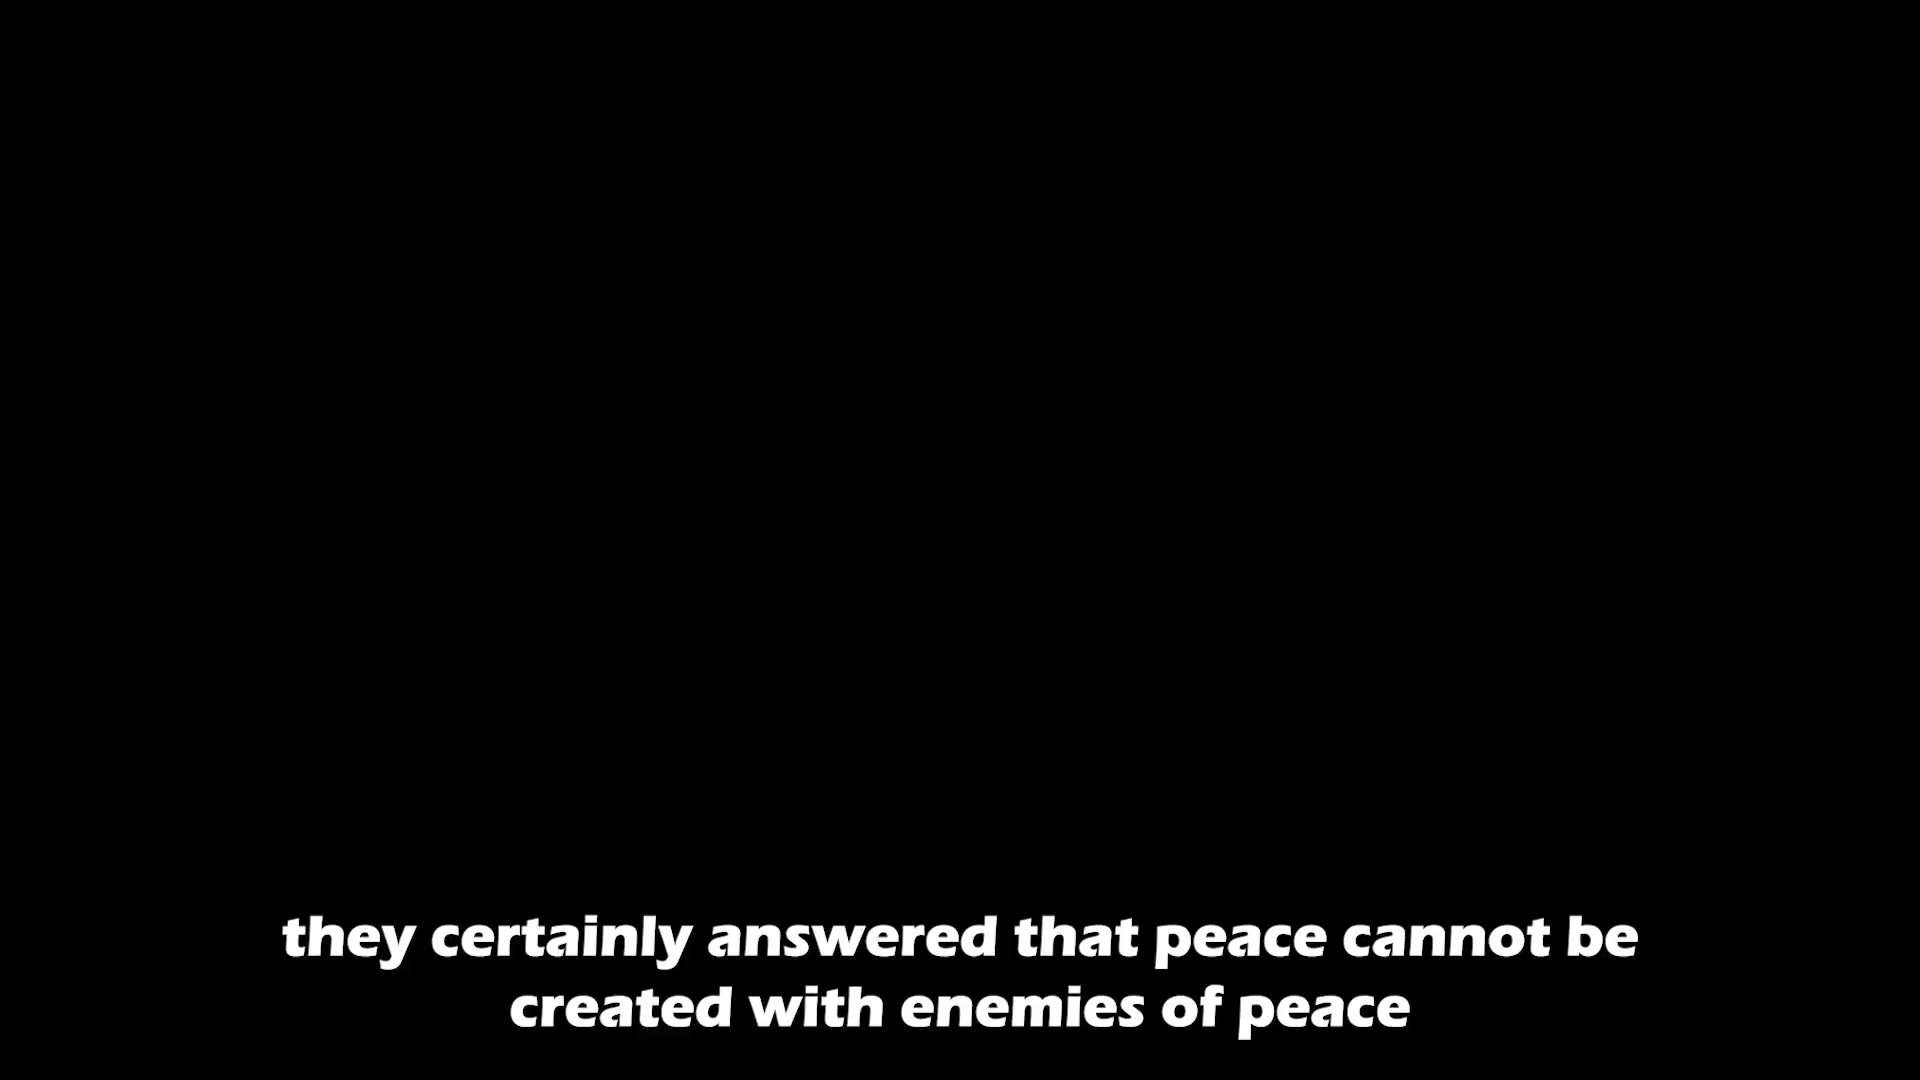 they certainly answered that peace cannot be
created with enemies of peace